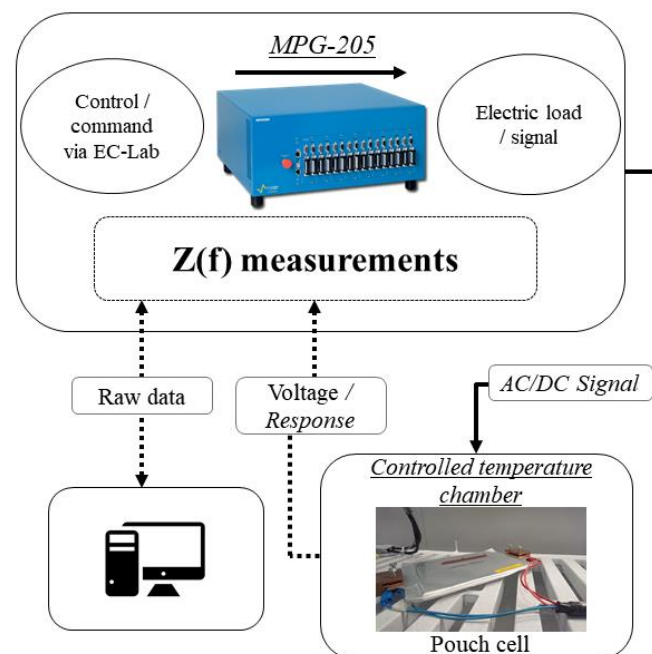 MPG-205
Control /
command
via EC-Lab
Electric load
/ signal
Z(f) measurements
Raw data
Voltage /
Response
AC/DC Signal
Controlled temperature
chamber
Pouch cell